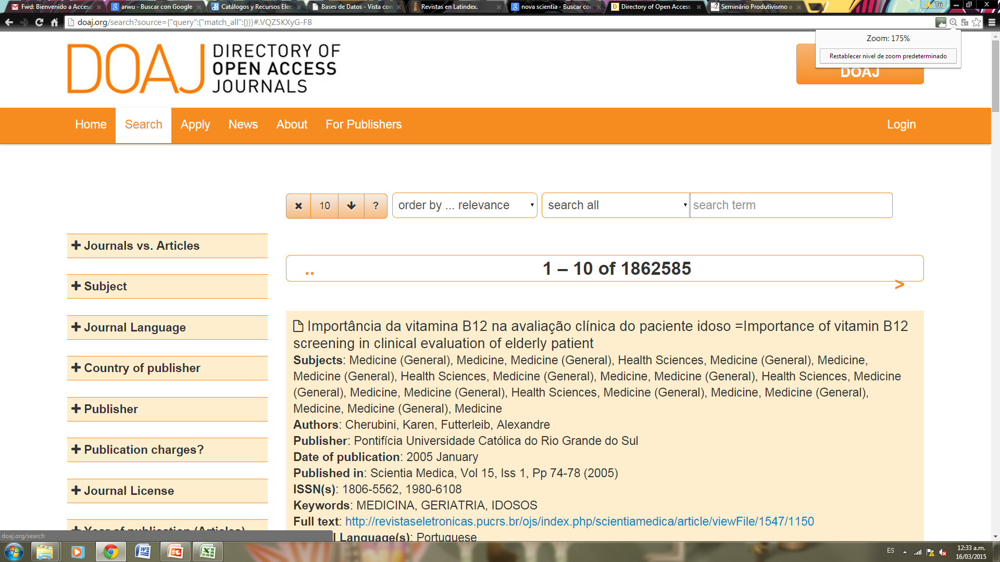 Fwd: Bienvenido a Acceso
arwu - Buscar con Google
Catálogos y Recursos Elec
Bases de Datos - Vista con
Revistas en Latindex.
nova scientia - Buscar con
Directory of Open Access
Seminário Produtivismo a
Tú
doaj.org/search?source={"query":{"match_all":{}}}#.VQZ5KXyG-F8
Zoom: 175%
Restablecer nivel de zoom predeterminado
DOAJ
DIRECTORY OF
OPEN ACCESS
JOURNALS
DOAJ
Home Search Apply News About For Publishers Login
10 ? order by ... relevance search all search term
Journals vs. Articles
Subject
Journal Language
Country of publisher
Publisher
Publication charges?
Journal License
Year of publication (Articles)
.. 1 – 10 of 1862585
>
Importância da vitamina B12 na avaliação clínica do paciente idoso =Importance of vitamin B12
screening in clinical evaluation of elderly patient
Subjects: Medicine (General), Medicine, Medicine (General), Health Sciences, Medicine (General), Medicine,
Medicine (General), Health Sciences, Medicine (General), Medicine, Medicine (General), Health Sciences, Medicine
(General), Medicine, Medicine (General), Health Sciences, Medicine (General), Medicine, Medicine (General),
Medicine, Medicine (General), Medicine
Authors: Cherubini, Karen, Futterleib, Alexandre
Publisher: Pontifícia Universidade Católica do Rio Grande do Sul
Date of publication: 2005 January
Published in: Scientia Medica, Vol 15, Iss 1, Pp 74-78 (2005)
ISSN(s): 1806-5562, 1980-6108
Keywords: MEDICINA, GERIATRIA, IDOSOS
Full text: http://revistaseletronicas.pucrs.br/ojs/index.php/scientiamedica/article/viewFile/1547/1150
l Language(s): Portuguese
doaj.org/search
ES
12:33 a.m.
16/03/2015